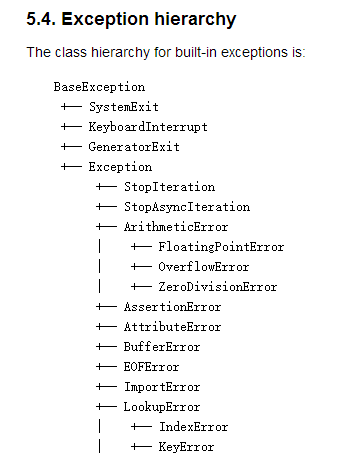 5.4. Exception hierarchy
The class hierarchy for built-in exceptions is:
BaseException
+-- SystemExit
+-- KeyboardInterrupt
+-- GeneratorExit
+-- Exception
+-- StopIteration
+-- StopAsyncIteration
+-- ArithmeticError
| +-- FloatingPointError
| +-- OverflowError
| +-- ZeroDivisionError
+-- AssertionError
+-- AttributeError
+-- BufferError
+-- EOFError
+-- ImportError
+-- LookupError
| +-- IndexError
| +-- KeyError